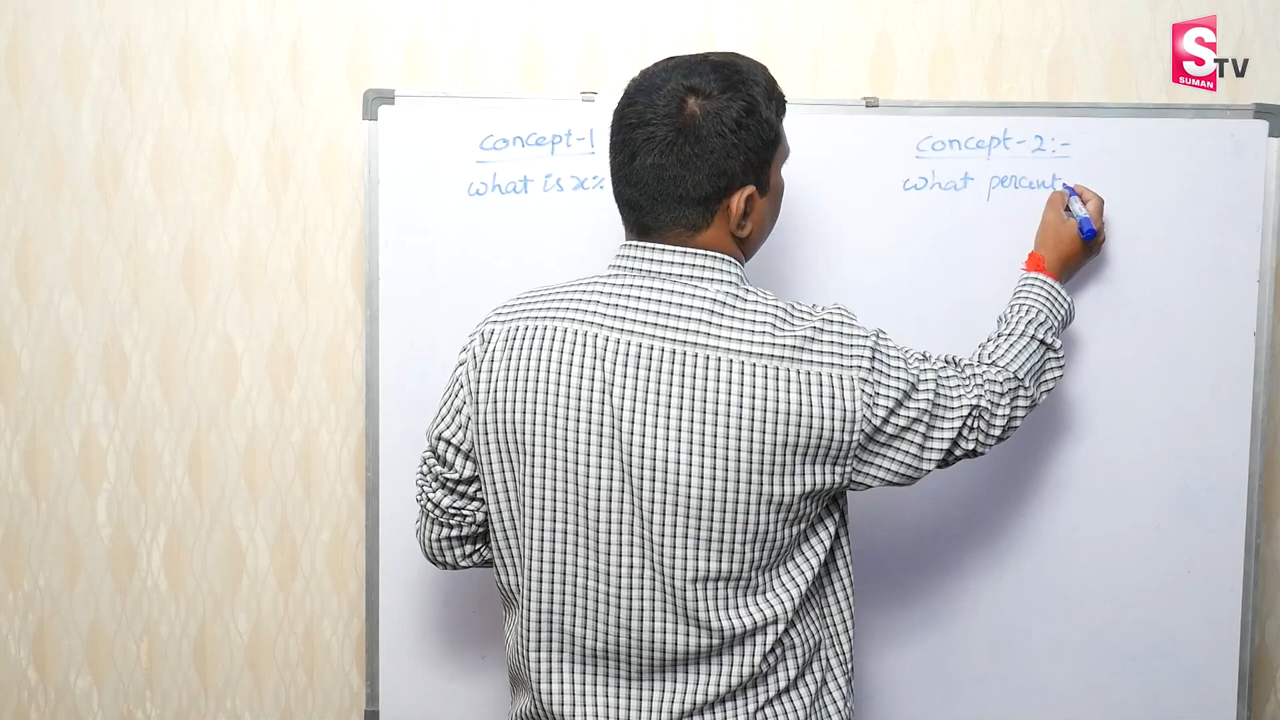 concept-1
what is x%
concept-2:-
what percent
S TV
SUMAN